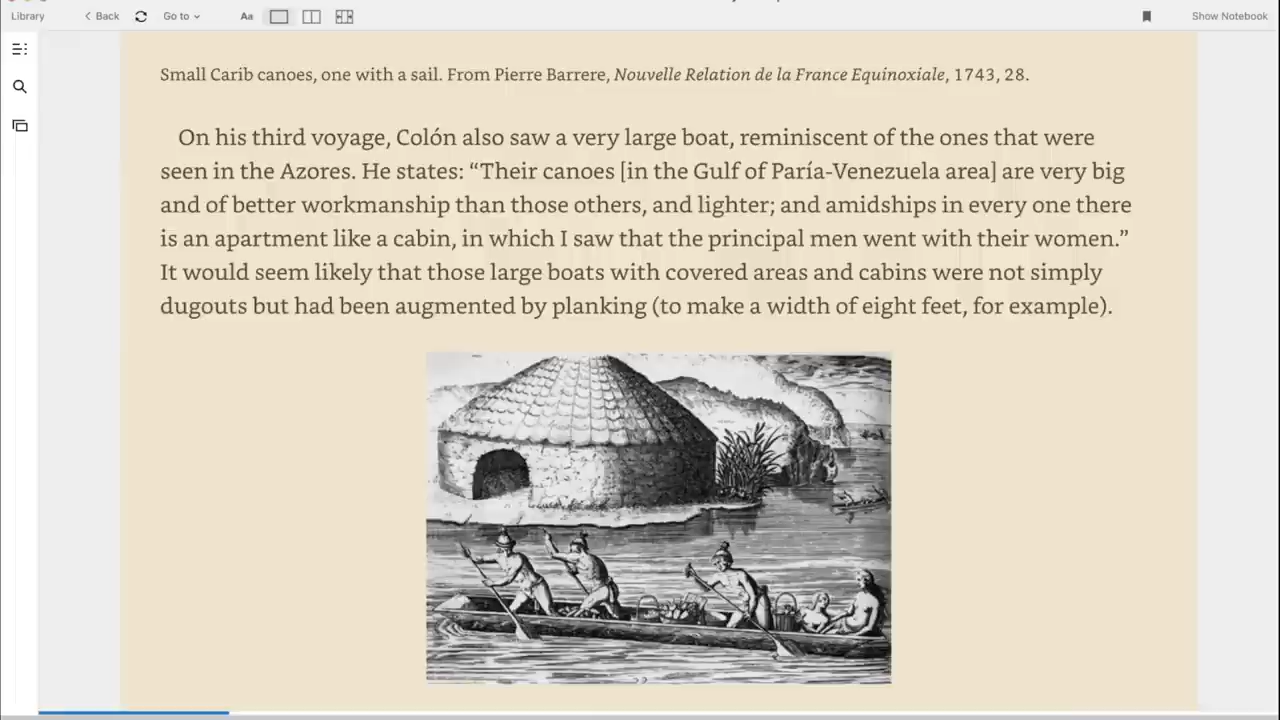 Library
Back
Go to
Aa
Show Notebook
Small Carib canoes, one with a sail. From Pierre Barrere, Nouvelle Relation de la France Equinoxiale, 1743, 28.
On his third voyage, Colón also saw a very large boat, reminiscent of the ones that were
seen in the Azores. He states: “Their canoes [in the Gulf of Paría-Venezuela area] are very big
and of better workmanship than those others, and lighter; and amidships in every one there
is an apartment like a cabin, in which I saw that the principal men went with their women.”
It would seem likely that those large boats with covered areas and cabins were not simply
dugouts but had been augmented by planking (to make a width of eight feet, for example).